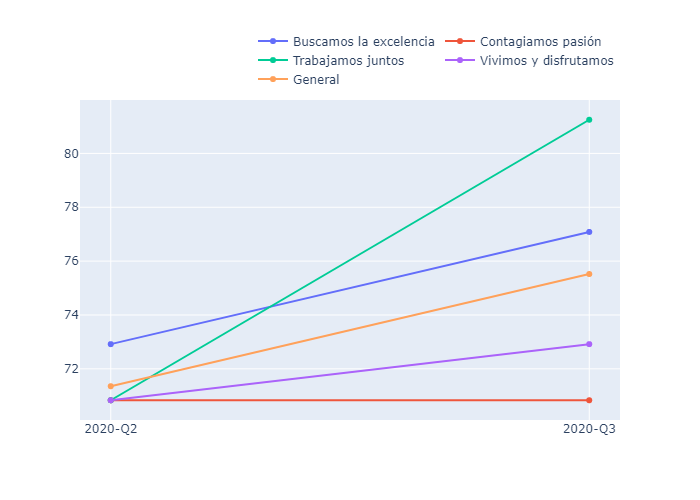 Buscamos la excelencia Contagiamos pasión
Trabajamos juntos Vivimos y disfrutamos
General
80
78
76
74
72
2020-Q2 2020-Q3